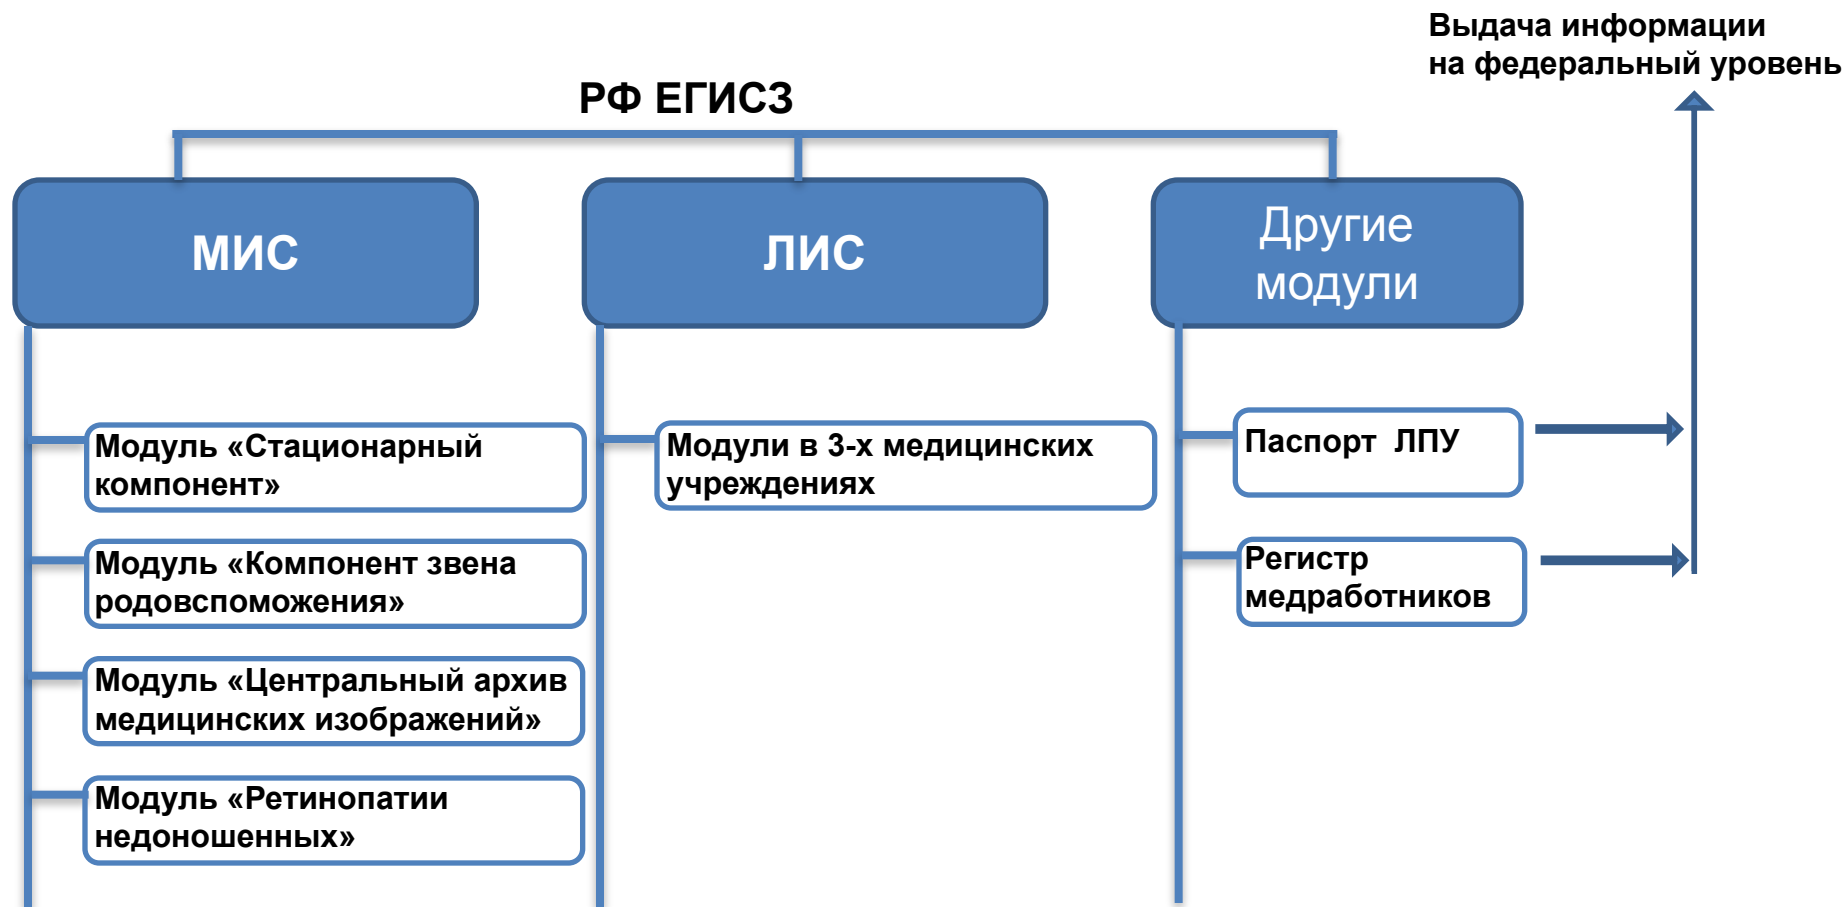 Выдача информации
на федеральный уровень
РФ ЕГИСЗ
МИС
ЛИС
Другие
модули
Модуль «Стационарный
компонент»
Модуль «Компонент звена
родовспоможения»
Модуль «Центральный архив
медицинских изображений»
Модуль «Ретинопатии
недоношенных»
Модули в 3-х медицинских
учреждениях
Паспорт ЛПУ
Регистр
медработников